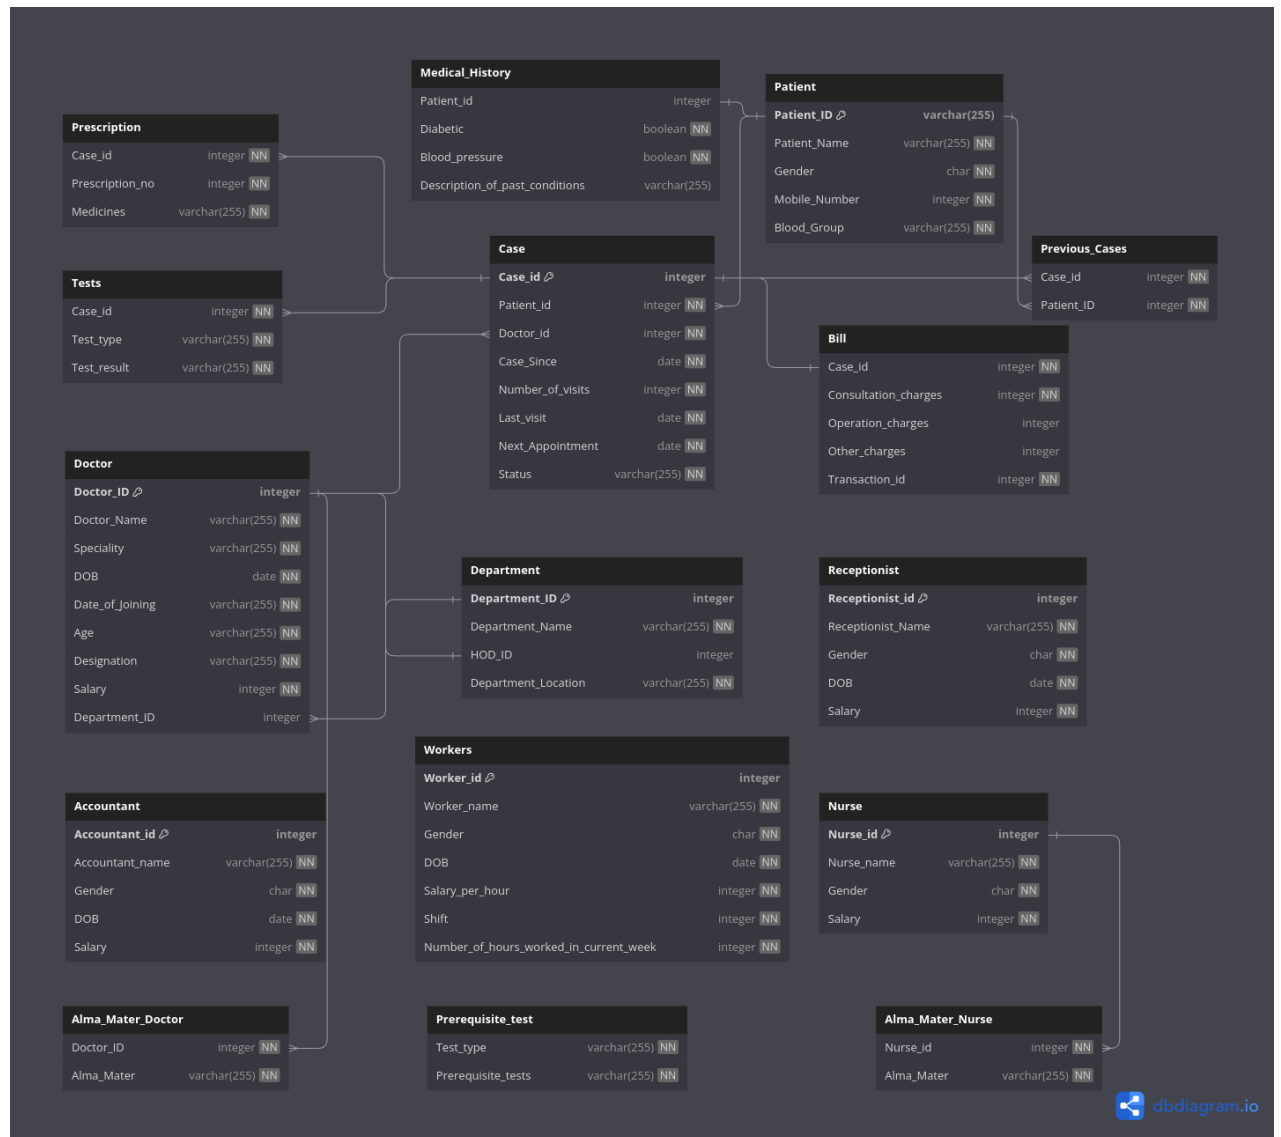 Medical_History
Patient_id integer
Diabetic boolean NN
Blood_pressure boolean NN
Description_of_past_conditions varchar(255)
Patient
Patient_ID varchar(255)
Patient_Name varchar(255) NN
Gender char NN
Mobile_Number integer NN
Blood_Group varchar(255) NN
Prescription
Case_id integer NN
Prescription_no integer NN
Medicines varchar(255) NN
Case
Case_id integer
Patient_id integer NN
Doctor_id integer NN
Case_Since date NN
Number_of_visits integer NN
Last_visit date NN
Next_Appointment date NN
Status varchar(255) NN
Previous_Cases
Case_id integer NN
Patient_ID integer NN
Tests
Case_id integer NN
Test_type varchar(255) NN
Test_result varchar(255) NN
Bill
Case_id integer NN
Consultation_charges integer NN
Operation_charges integer
Other_charges integer
Transaction_id integer NN
Doctor
Doctor_ID integer
Doctor_Name varchar(255) NN
Speciality varchar(255) NN
DOB date NN
Date_of_Joining varchar(255) NN
Age varchar(255) NN
Designation varchar(255) NN
Salary integer NN
Department_ID integer
Department
Department_ID integer
Department_Name varchar(255) NN
HOD_ID integer
Department_Location varchar(255) NN
Receptionist
Receptionist_id integer
Receptionist_Name varchar(255) NN
Gender char NN
DOB date NN
Salary integer NN
Workers
Worker_id integer
Worker_name varchar(255) NN
Gender char NN
DOB date NN
Salary_per_hour integer NN
Shift integer NN
Number_of_hours_worked_in_current_week integer NN
Accountant
Accountant_id integer
Accountant_name varchar(255) NN
Gender char NN
DOB date NN
Salary integer NN
Nurse
Nurse_id integer
Nurse_name varchar(255) NN
Gender char NN
Salary integer NN
Alma_Mater_Doctor
Doctor_ID integer NN
Alma_Mater varchar(255) NN
Prerequisite_test
Test_type varchar(255) NN
Prerequisite_tests varchar(255) NN
Alma_Mater_Nurse
Nurse_id integer NN
Alma_Mater varchar(255) NN
dbdiagram.io